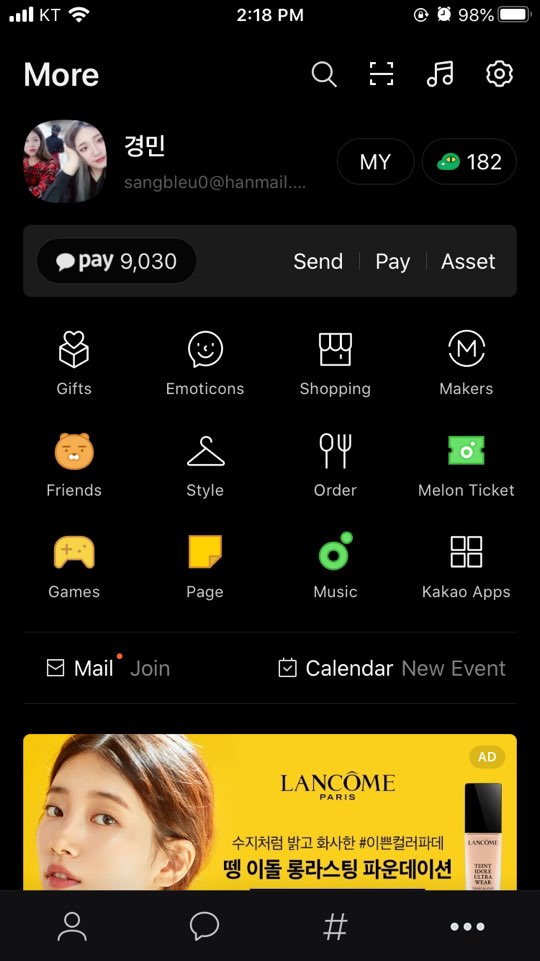 KT 2:18 PM 98%
More
경민
sangbleu0@hanmail....
MY 182
pay 9,030 Send Pay Asset
Gifts Emoticons Shopping Makers
Friends Style Order Melon Ticket
Games Page Music Kakao Apps
Mail Join Calendar New Event
AD
LANCÔME
PARIS
수지처럼 밝고 화사한 #이쁜컬러파데
뗑 이돌 롱라스팅 파운데이션
LANCÔME
TEINT
IDOLE
ULTRA
WEAR